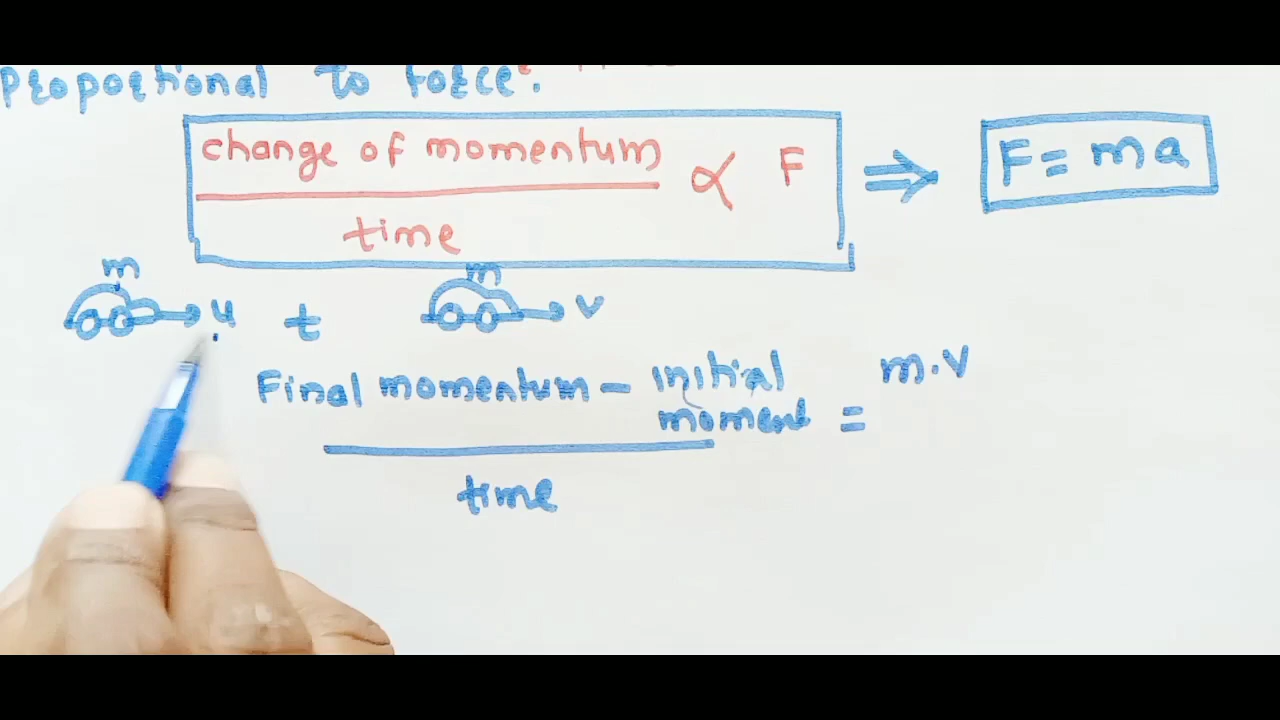 proportional to force.
change of momentum
∝ F ⇒ F = ma
time
m m
u t v
Final momentum - initial = m.v
moment
time